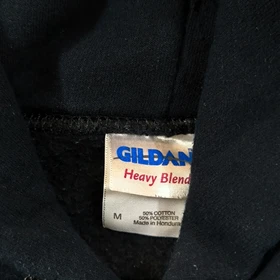 GILDAN
Heavy Blend
M
50% COTTON
50% POLYESTER
Made in Honduras